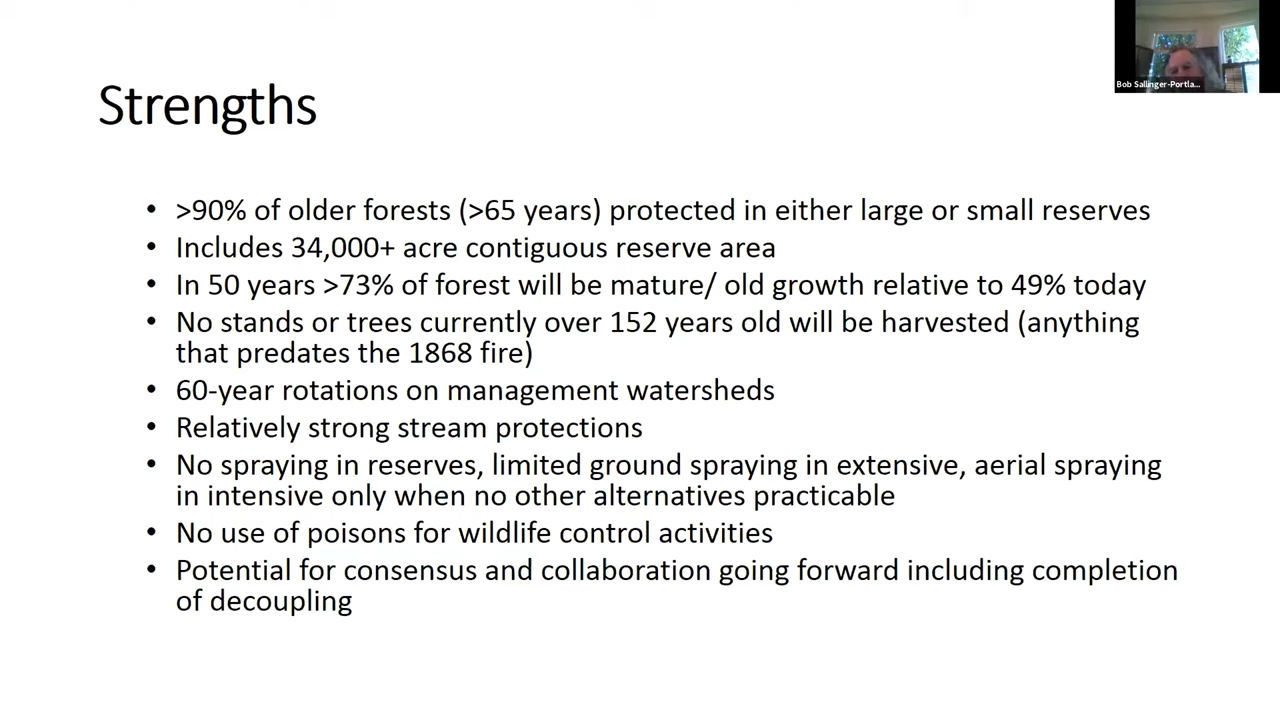 Bob Sallinger-Portla...
Strengths
• >90% of older forests (>65 years) protected in either large or small reserves
• Includes 34,000+ acre contiguous reserve area
• In 50 years >73% of forest will be mature/ old growth relative to 49% today
• No stands or trees currently over 152 years old will be harvested (anything
that predates the 1868 fire)
• 60-year rotations on management watersheds
• Relatively strong stream protections
• No spraying in reserves, limited ground spraying in extensive, aerial spraying
in intensive only when no other alternatives practicable
• No use of poisons for wildlife control activities
• Potential for consensus and collaboration going forward including completion
of decoupling